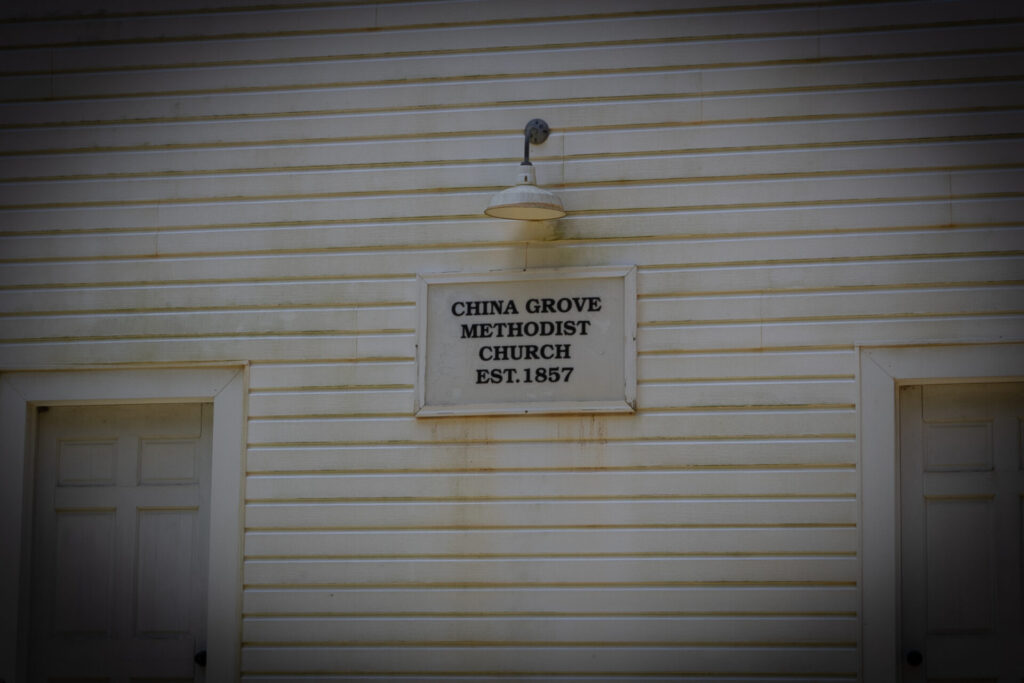 CHINA GROVE
METHODIST
CHURCH
EST.1857